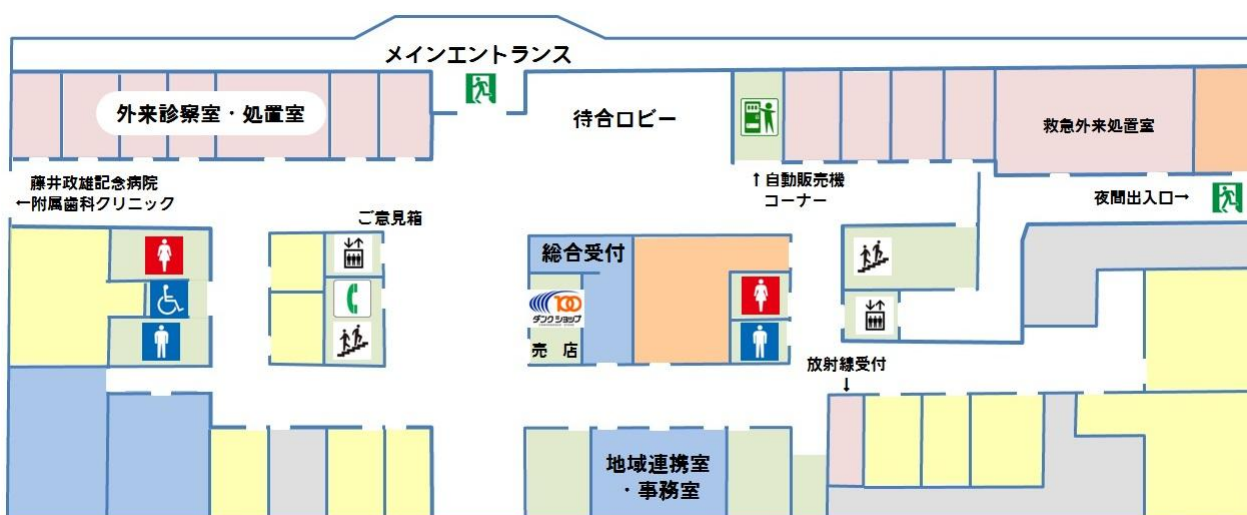 メインエントランス
外来診察室・処置室
待合ロビー
救急外来処置室
藤井政雄記念病院
←附属歯科クリニック
↑自動販売機
コーナー
夜間出入口→
ご意見箱
総合受付
100
ダンクショップ
売店
放射線受付
↓
地域連携室
・事務室